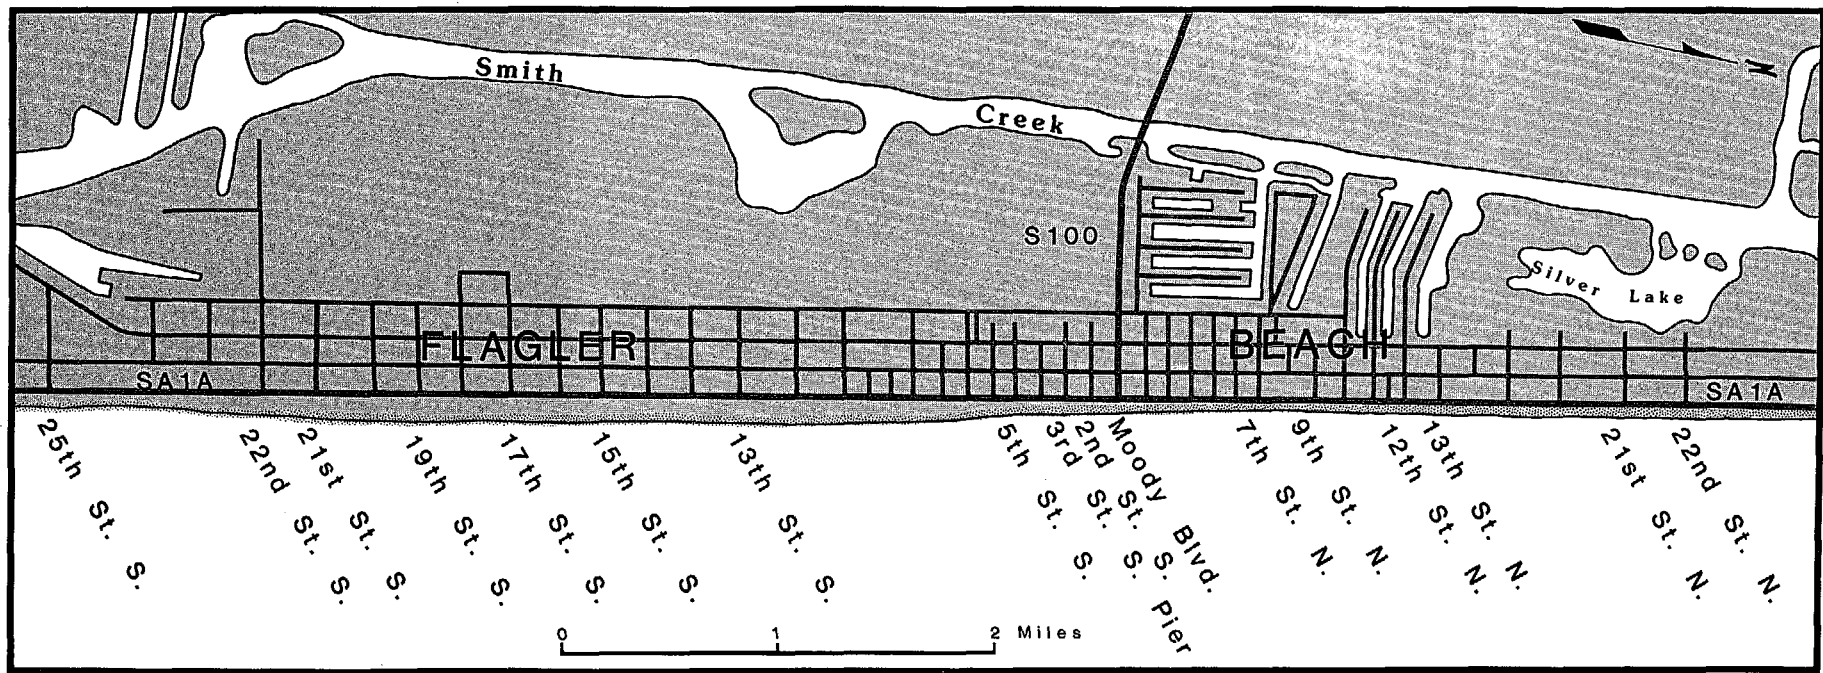 N
Smith
Creek
S100
Silver Lake
FLAGLER BEACH
SA1A
SA1A
25th St. S.
22nd St. S.
21st St. S.
19th St. S.
17th St. S.
15th St. S.
13th St. S.
5th St. S.
3rd St. S.
2nd St. S.
Moody Blvd. Pier
7th St. N.
9th St. N.
12th St. N.
13th St. N.
21st St. N.
22nd St. N.
0 1 2 Miles